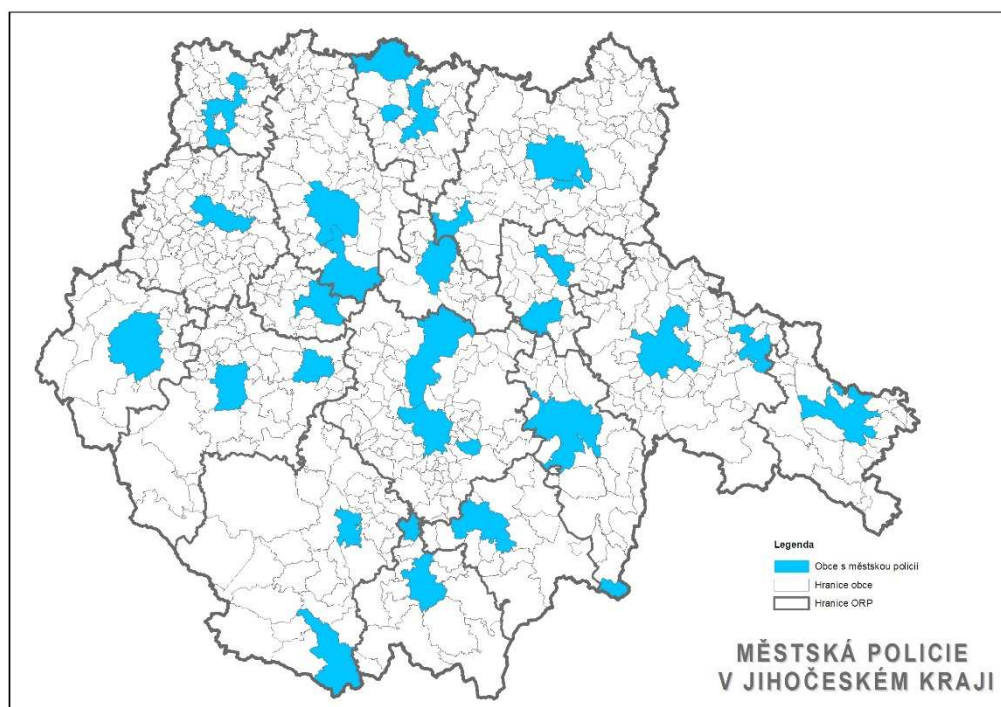 Legenda
Obce s městskou policií
Hranice obce
Hranice ORP
MĚSTSKÁ POLICIE
V JIHOČESKÉM KRAJI